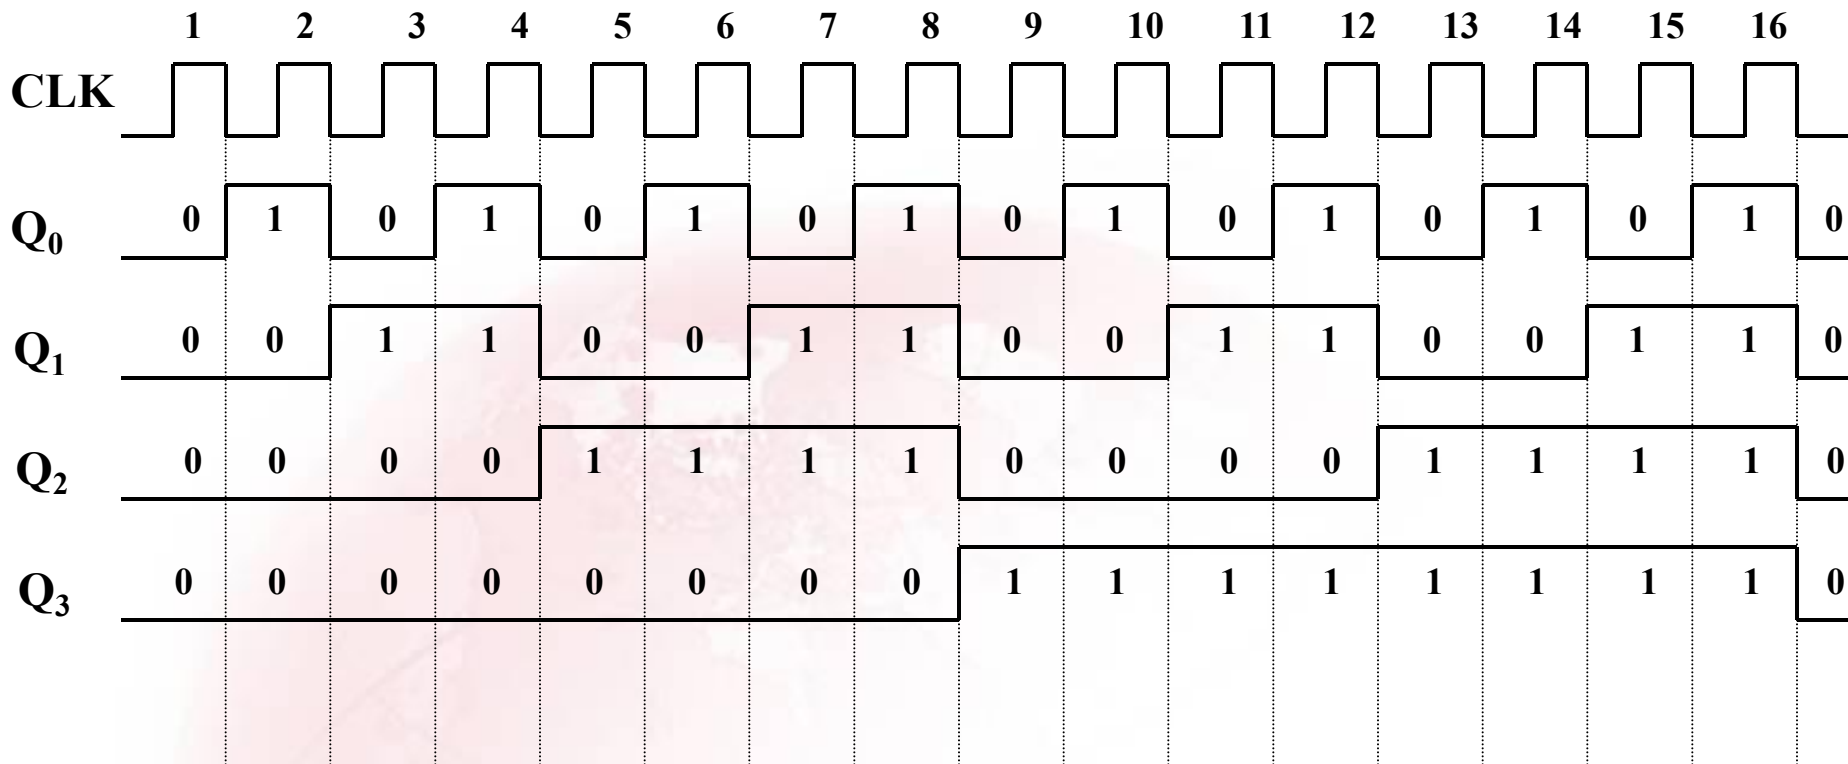 1 2 3 4 5 6 7 8 9 10 11 12 13 14 15 16
CLK
Q0 0 1 0 1 0 1 0 1 0 1 0 1 0 1 0 1 0
Q1 0 0 1 1 0 0 1 1 0 0 1 1 0 0 1 1 0
Q2 0 0 0 0 1 1 1 1 0 0 0 0 1 1 1 1 0
Q3 0 0 0 0 0 0 0 0 1 1 1 1 1 1 1 1 0